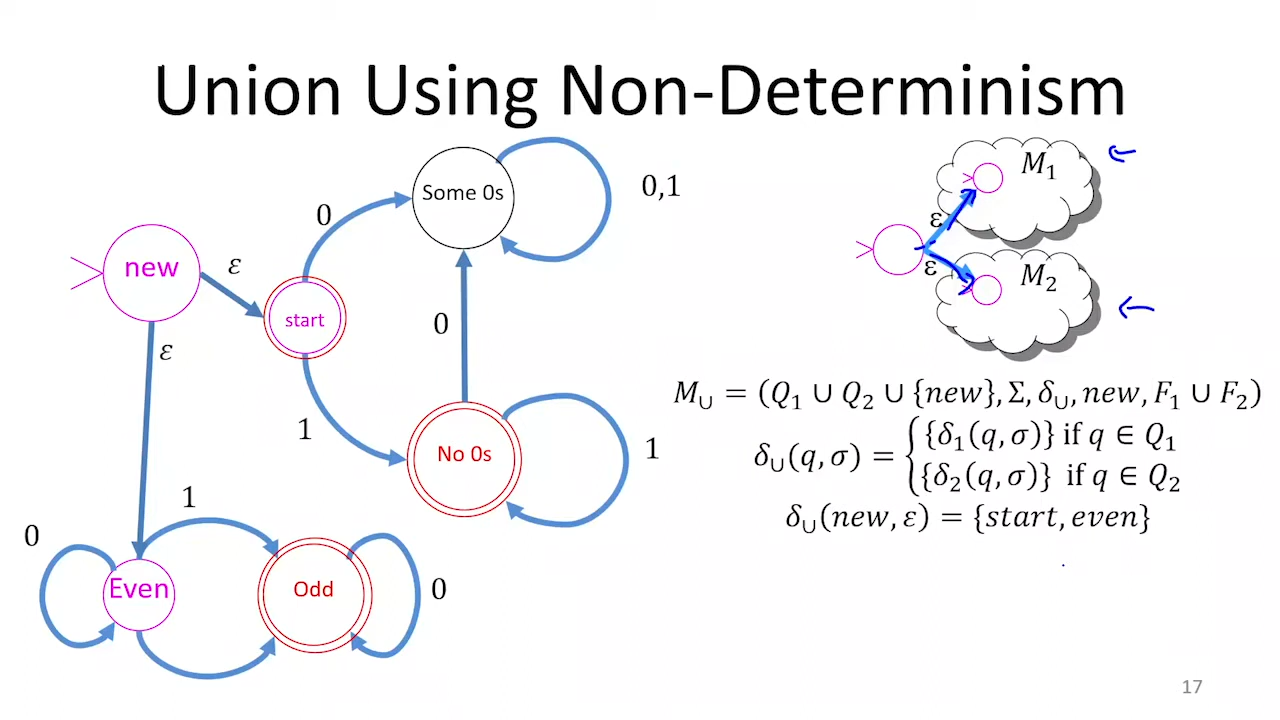 Union Using Non-Determinism
Some 0s
0,1
M₁
0
ε
new
ε
start
ε
M₂
ε
0
1
No 0s
1
M∪ = (Q₁ ∪ Q₂ ∪ {new}, Σ, δ∪, new, F₁ ∪ F₂)
δ∪(q, σ) = { {δ₁(q, σ)} if q ∈ Q₁
{δ₂(q, σ)} if q ∈ Q₂
δ∪(new, ε) = {start, even}
1
0
Even
Odd
0
17